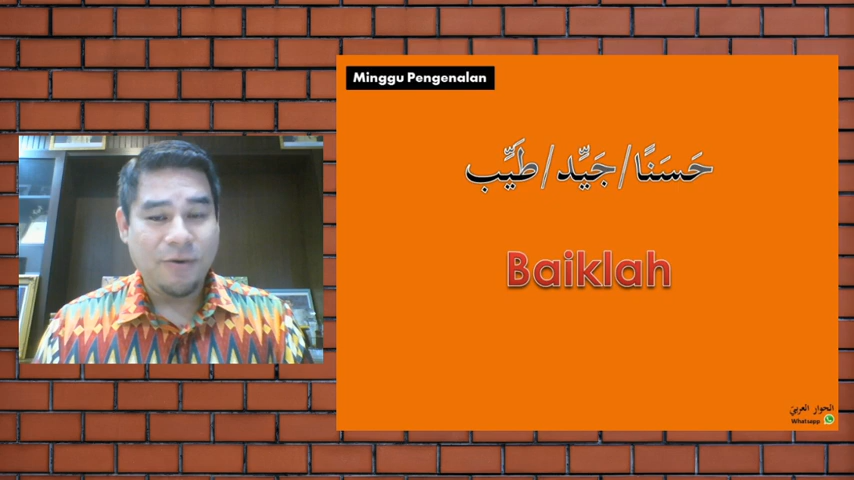 Minggu Pengenalan
حَسَنًا/جَيِّد/طَيِّب
Baiklah
الحوار العربي
Whatsapp